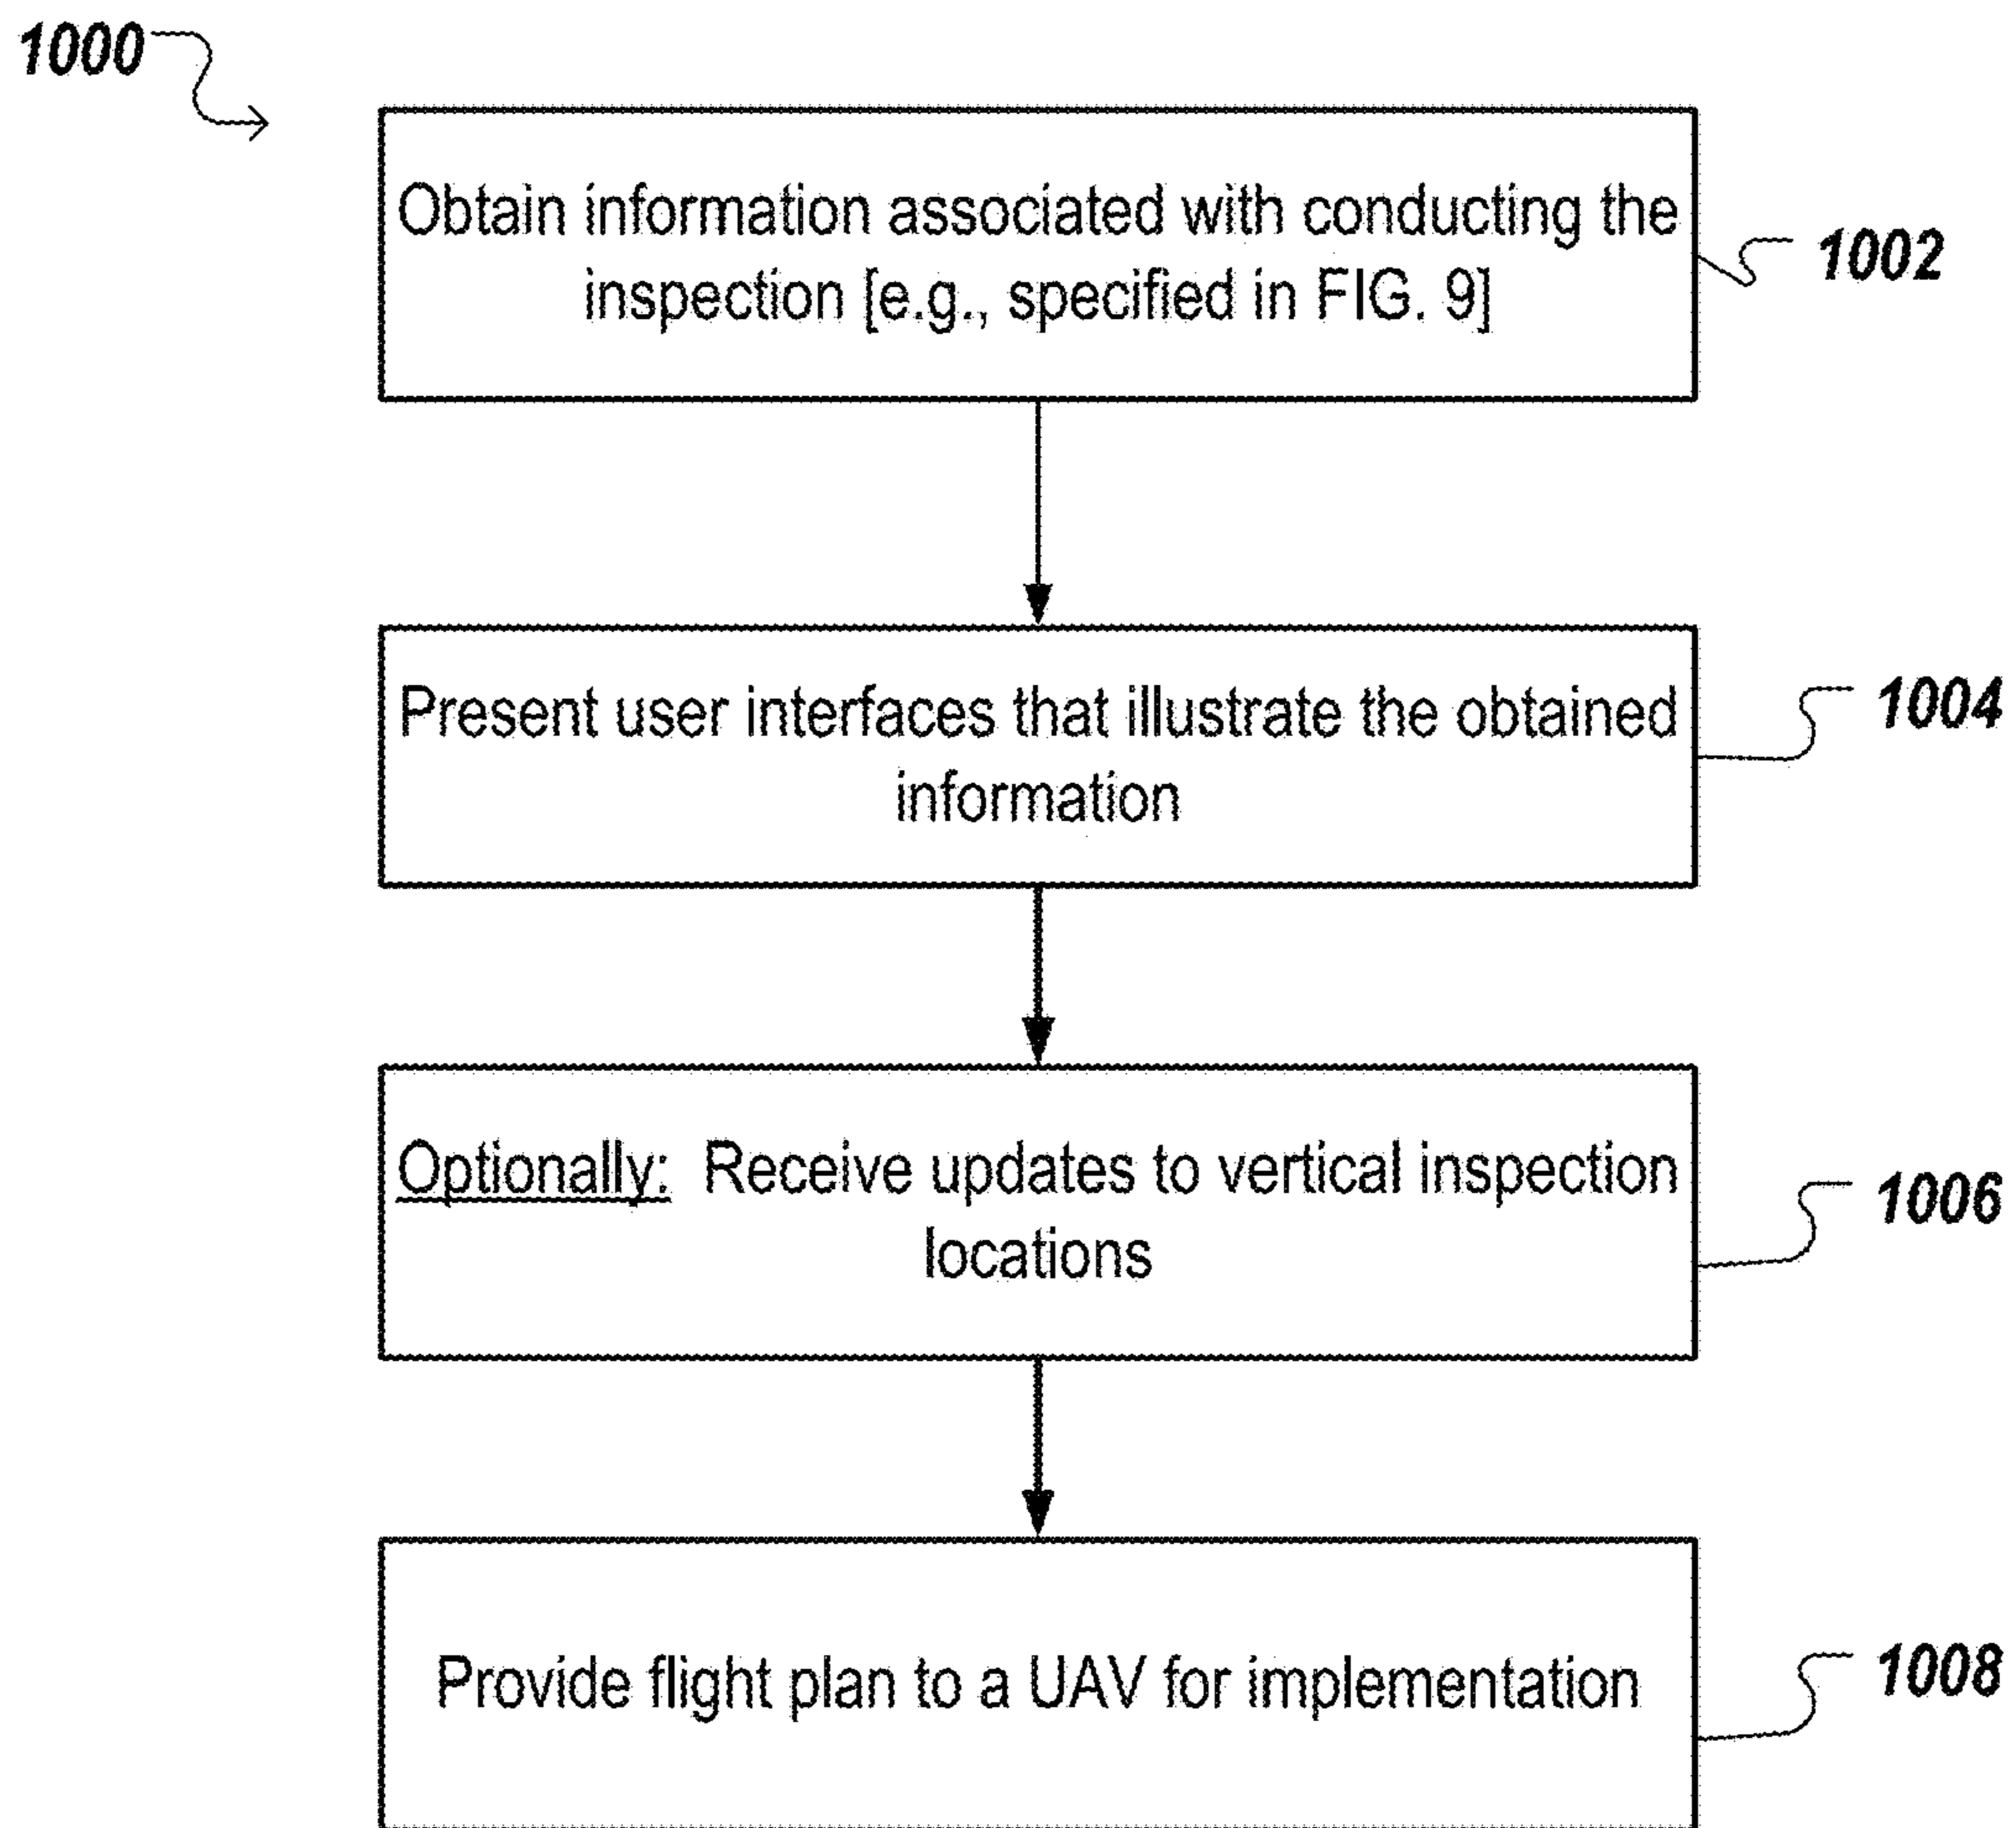 1000
Obtain information associated with conducting the
inspection [e.g., specified in FIG. 9]
1002
Present user interfaces that illustrate the obtained
information
1004
Optionally: Receive updates to vertical inspection
locations
1006
Provide flight plan to a UAV for implementation
1008